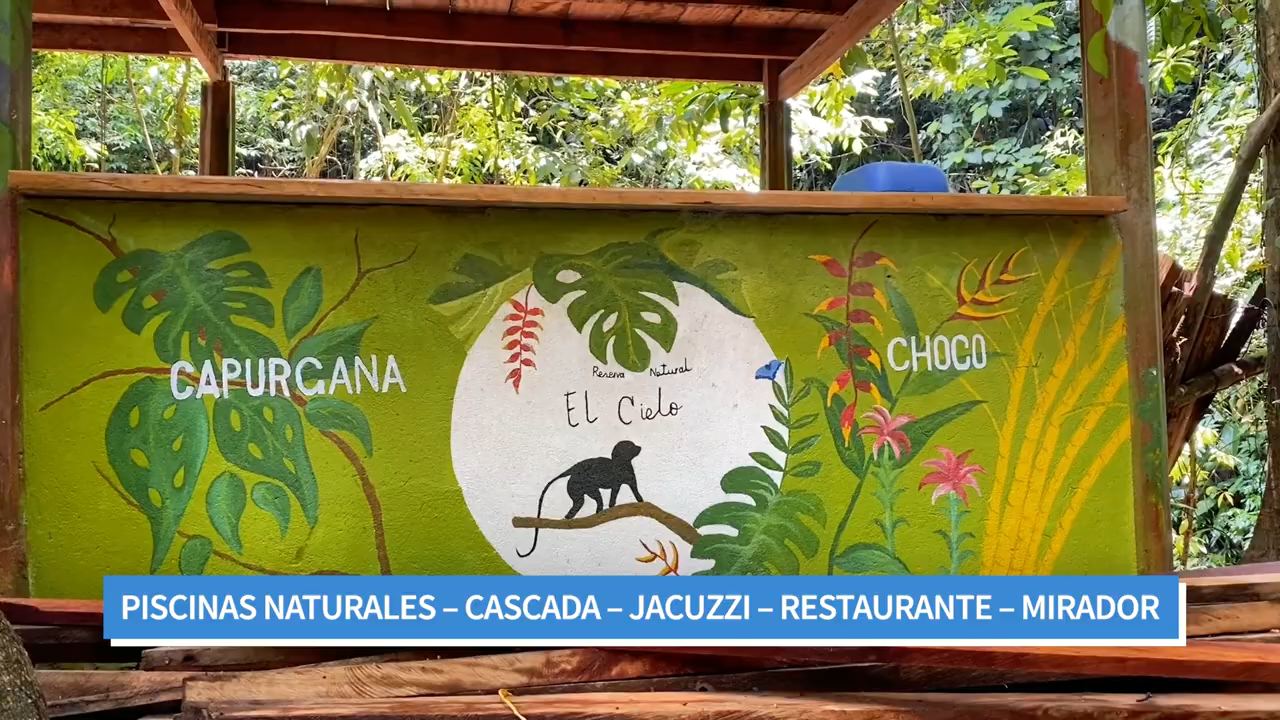 CAPURGANA
Reserva Natural
El Cielo
CHOCO
PISCINAS NATURALES – CASCADA – JACUZZI – RESTAURANTE – MIRADOR